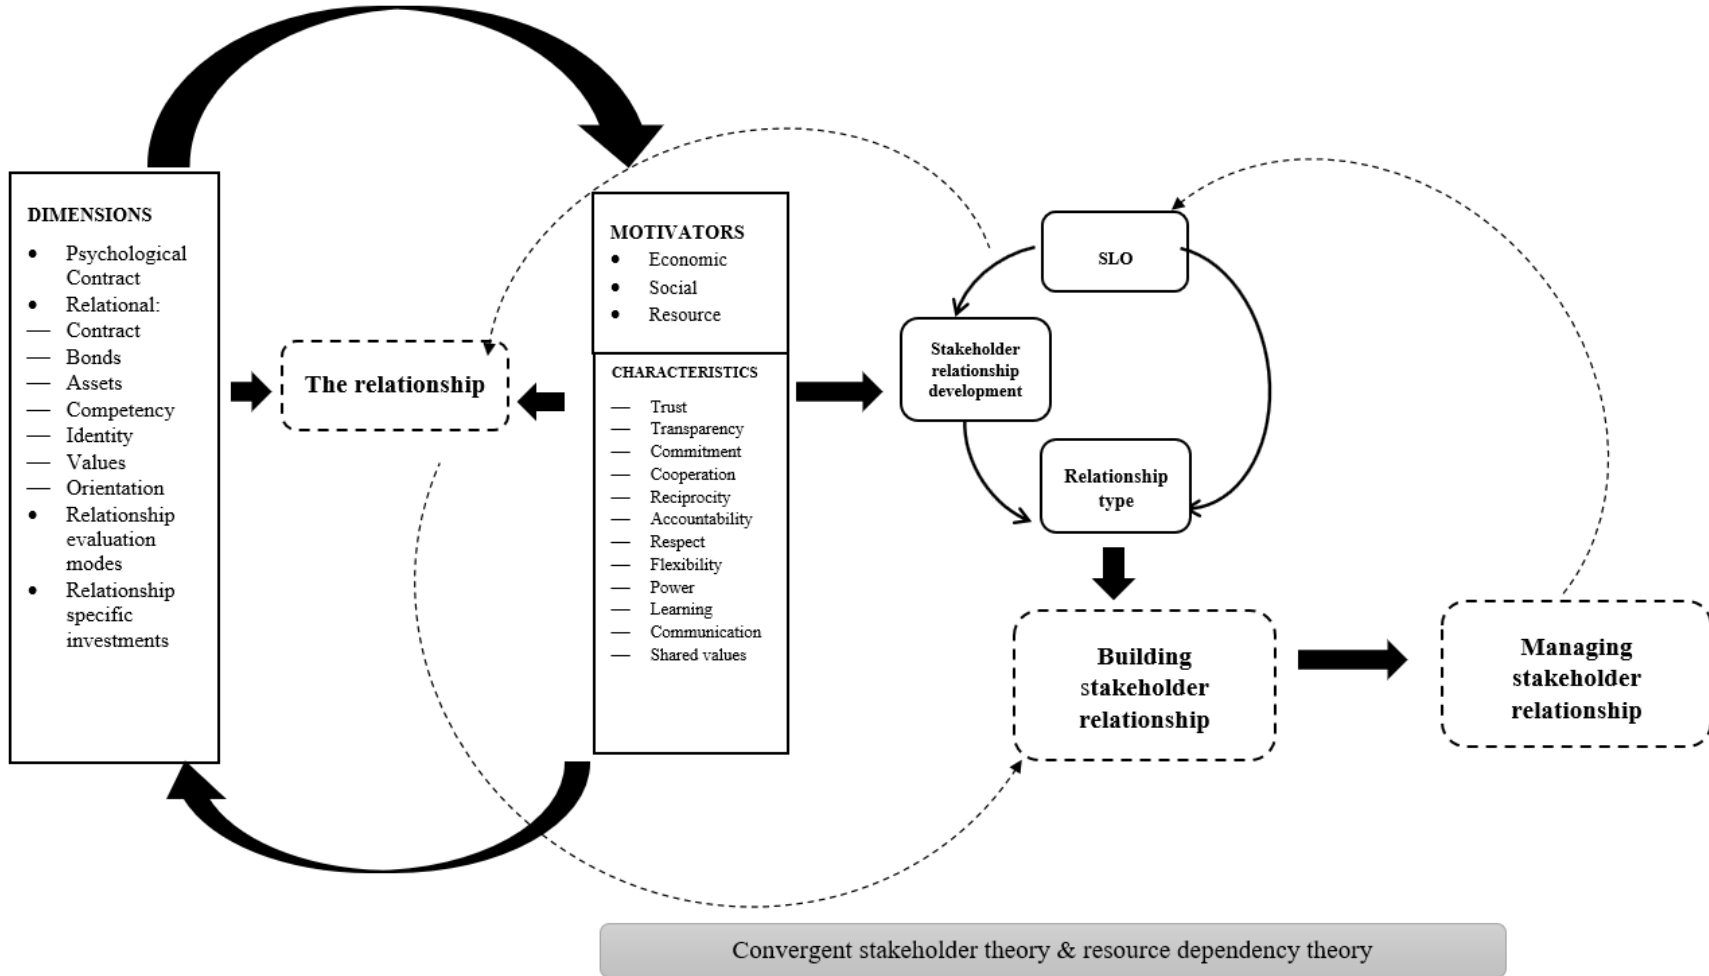 DIMENSIONS
• Psychological
Contract
• Relational:
— Contract
— Bonds
— Assets
— Competency
— Identity
— Values
— Orientation
• Relationship
evaluation
modes
• Relationship
specific
investments
The relationship
MOTIVATORS
• Economic
• Social
• Resource
CHARACTERISTICS
— Trust
— Transparency
— Commitment
— Cooperation
— Reciprocity
— Accountability
— Respect
— Flexibility
— Power
— Learning
— Communication
— Shared values
SLO
Stakeholder
relationship
development
Relationship
type
Building
stakeholder
relationship
Managing
stakeholder
relationship
Convergent stakeholder theory & resource dependency theory